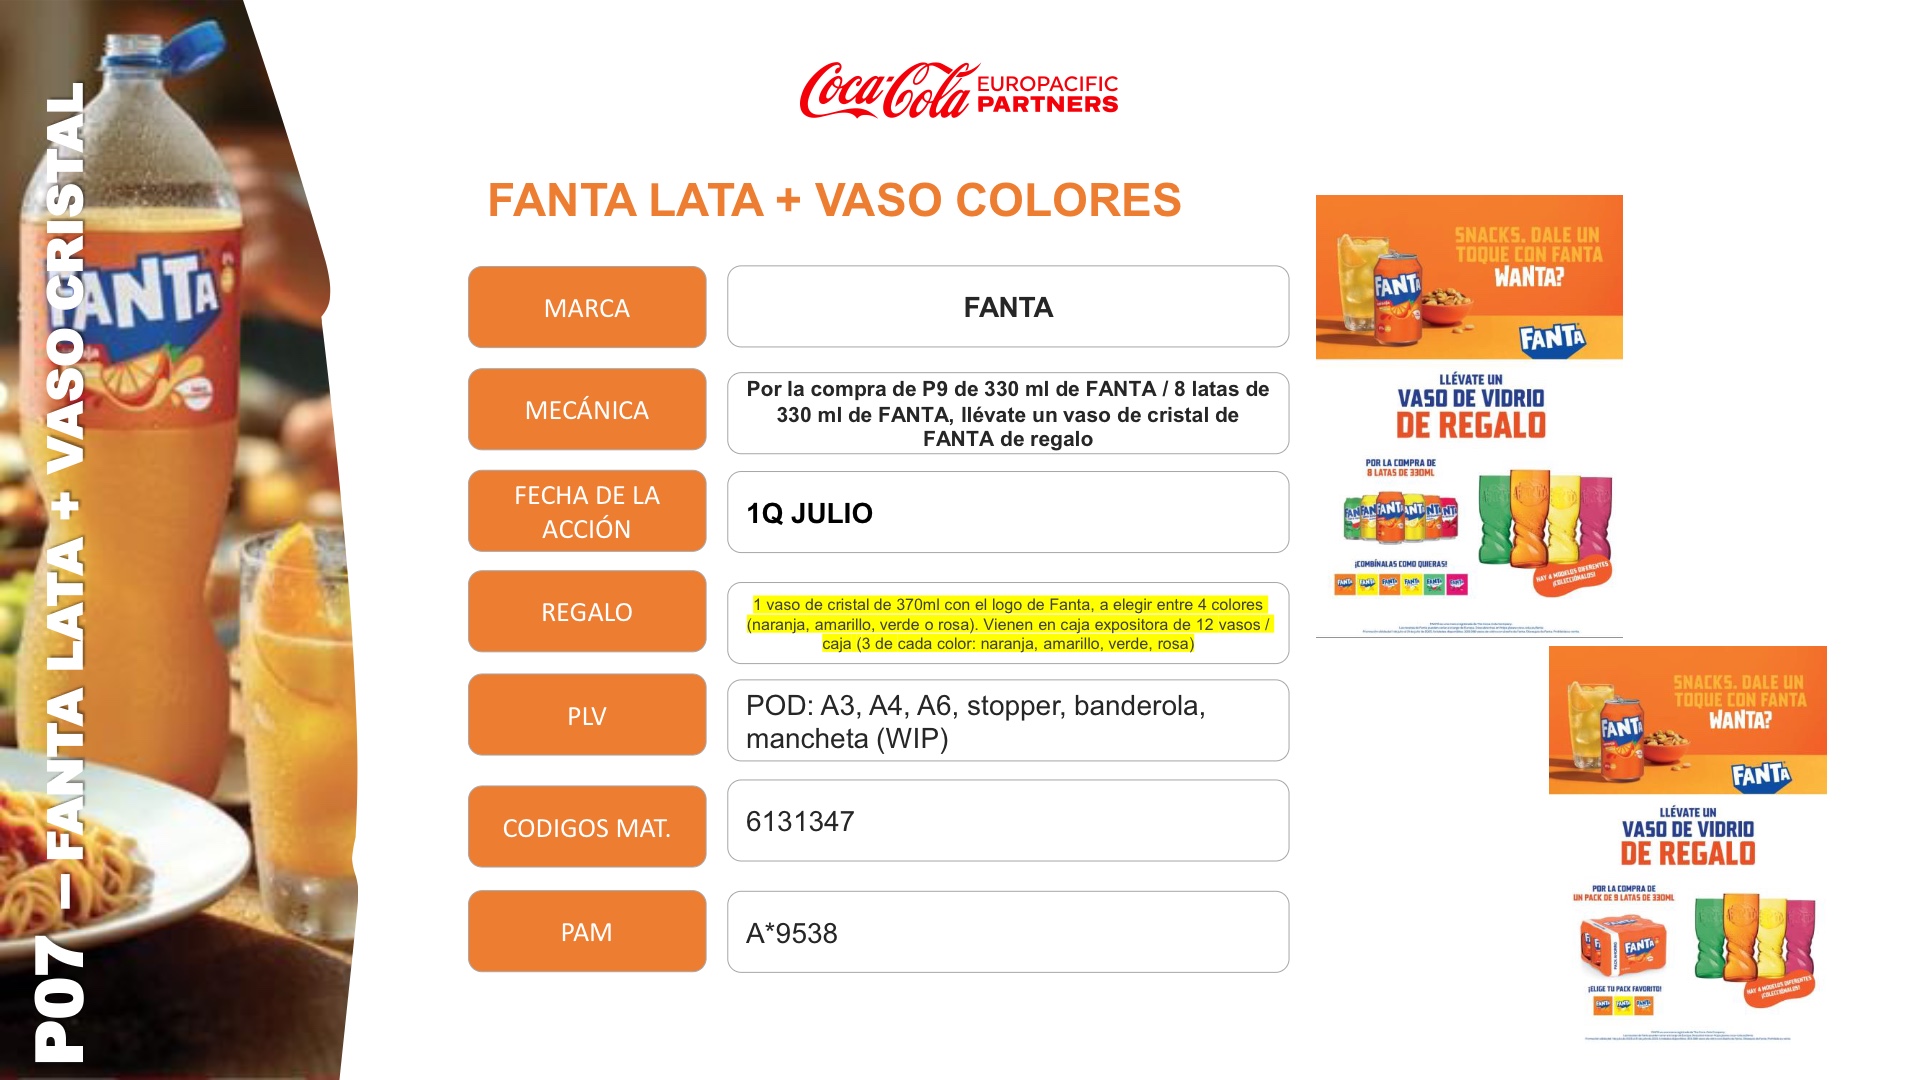 P07 – FANTA LATA + VASO CRISTAL
FANTA
Coca-Cola EUROPACIFIC
PARTNERS
FANTA LATA + VASO COLORES
MARCA
FANTA
MECÁNICA
Por la compra de P9 de 330 ml de FANTA / 8 latas de
330 ml de FANTA, llévate un vaso de cristal de
FANTA de regalo
FECHA DE LA
ACCIÓN
1Q JULIO
REGALO
1 vaso de cristal de 370ml con el logo de Fanta, a elegir entre 4 colores
(naranja, amarillo, verde o rosa). Vienen en caja expositora de 12 vasos /
caja (3 de cada color: naranja, amarillo, verde, rosa)
PLV
POD: A3, A4, A6, stopper, banderola,
mancheta (WIP)
CODIGOS MAT.
6131347
PAM
A*9538
SNACKS. DALE UN
TOQUE CON FANTA
WANTA?
FANTA
FANTA
LLÉVATE UN
VASO DE VIDRIO
DE REGALO
POR LA COMPRA DE
8 LATAS DE 330ML
¡COMBÍNALAS COMO QUIERAS!
HAY 4 MODELOS DIFERENTES
¡COLECCIÓNALOS!
SNACKS. DALE UN
TOQUE CON FANTA
WANTA?
FANTA
FANTA
LLÉVATE UN
VASO DE VIDRIO
DE REGALO
POR LA COMPRA DE
UN PACK DE 9 LATAS DE 330ML
FANTA
¡ELIGE TU PACK FAVORITO!
HAY 4 MODELOS DIFERENTES
¡COLECCIÓNALOS!